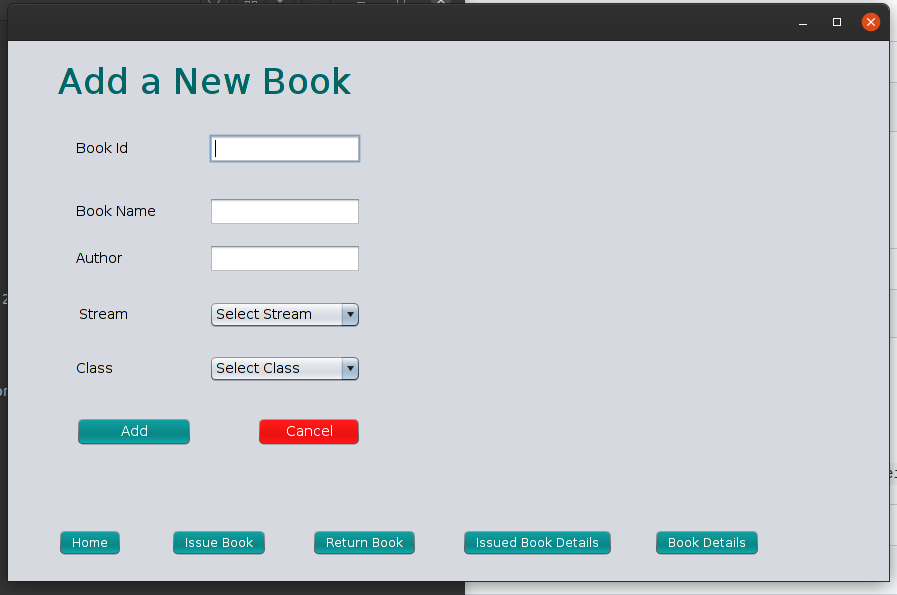 Add a New Book
Book Id
Book Name
Author
Stream Select Stream
Class Select Class
Add Cancel
Home Issue Book Return Book Issued Book Details Book Details